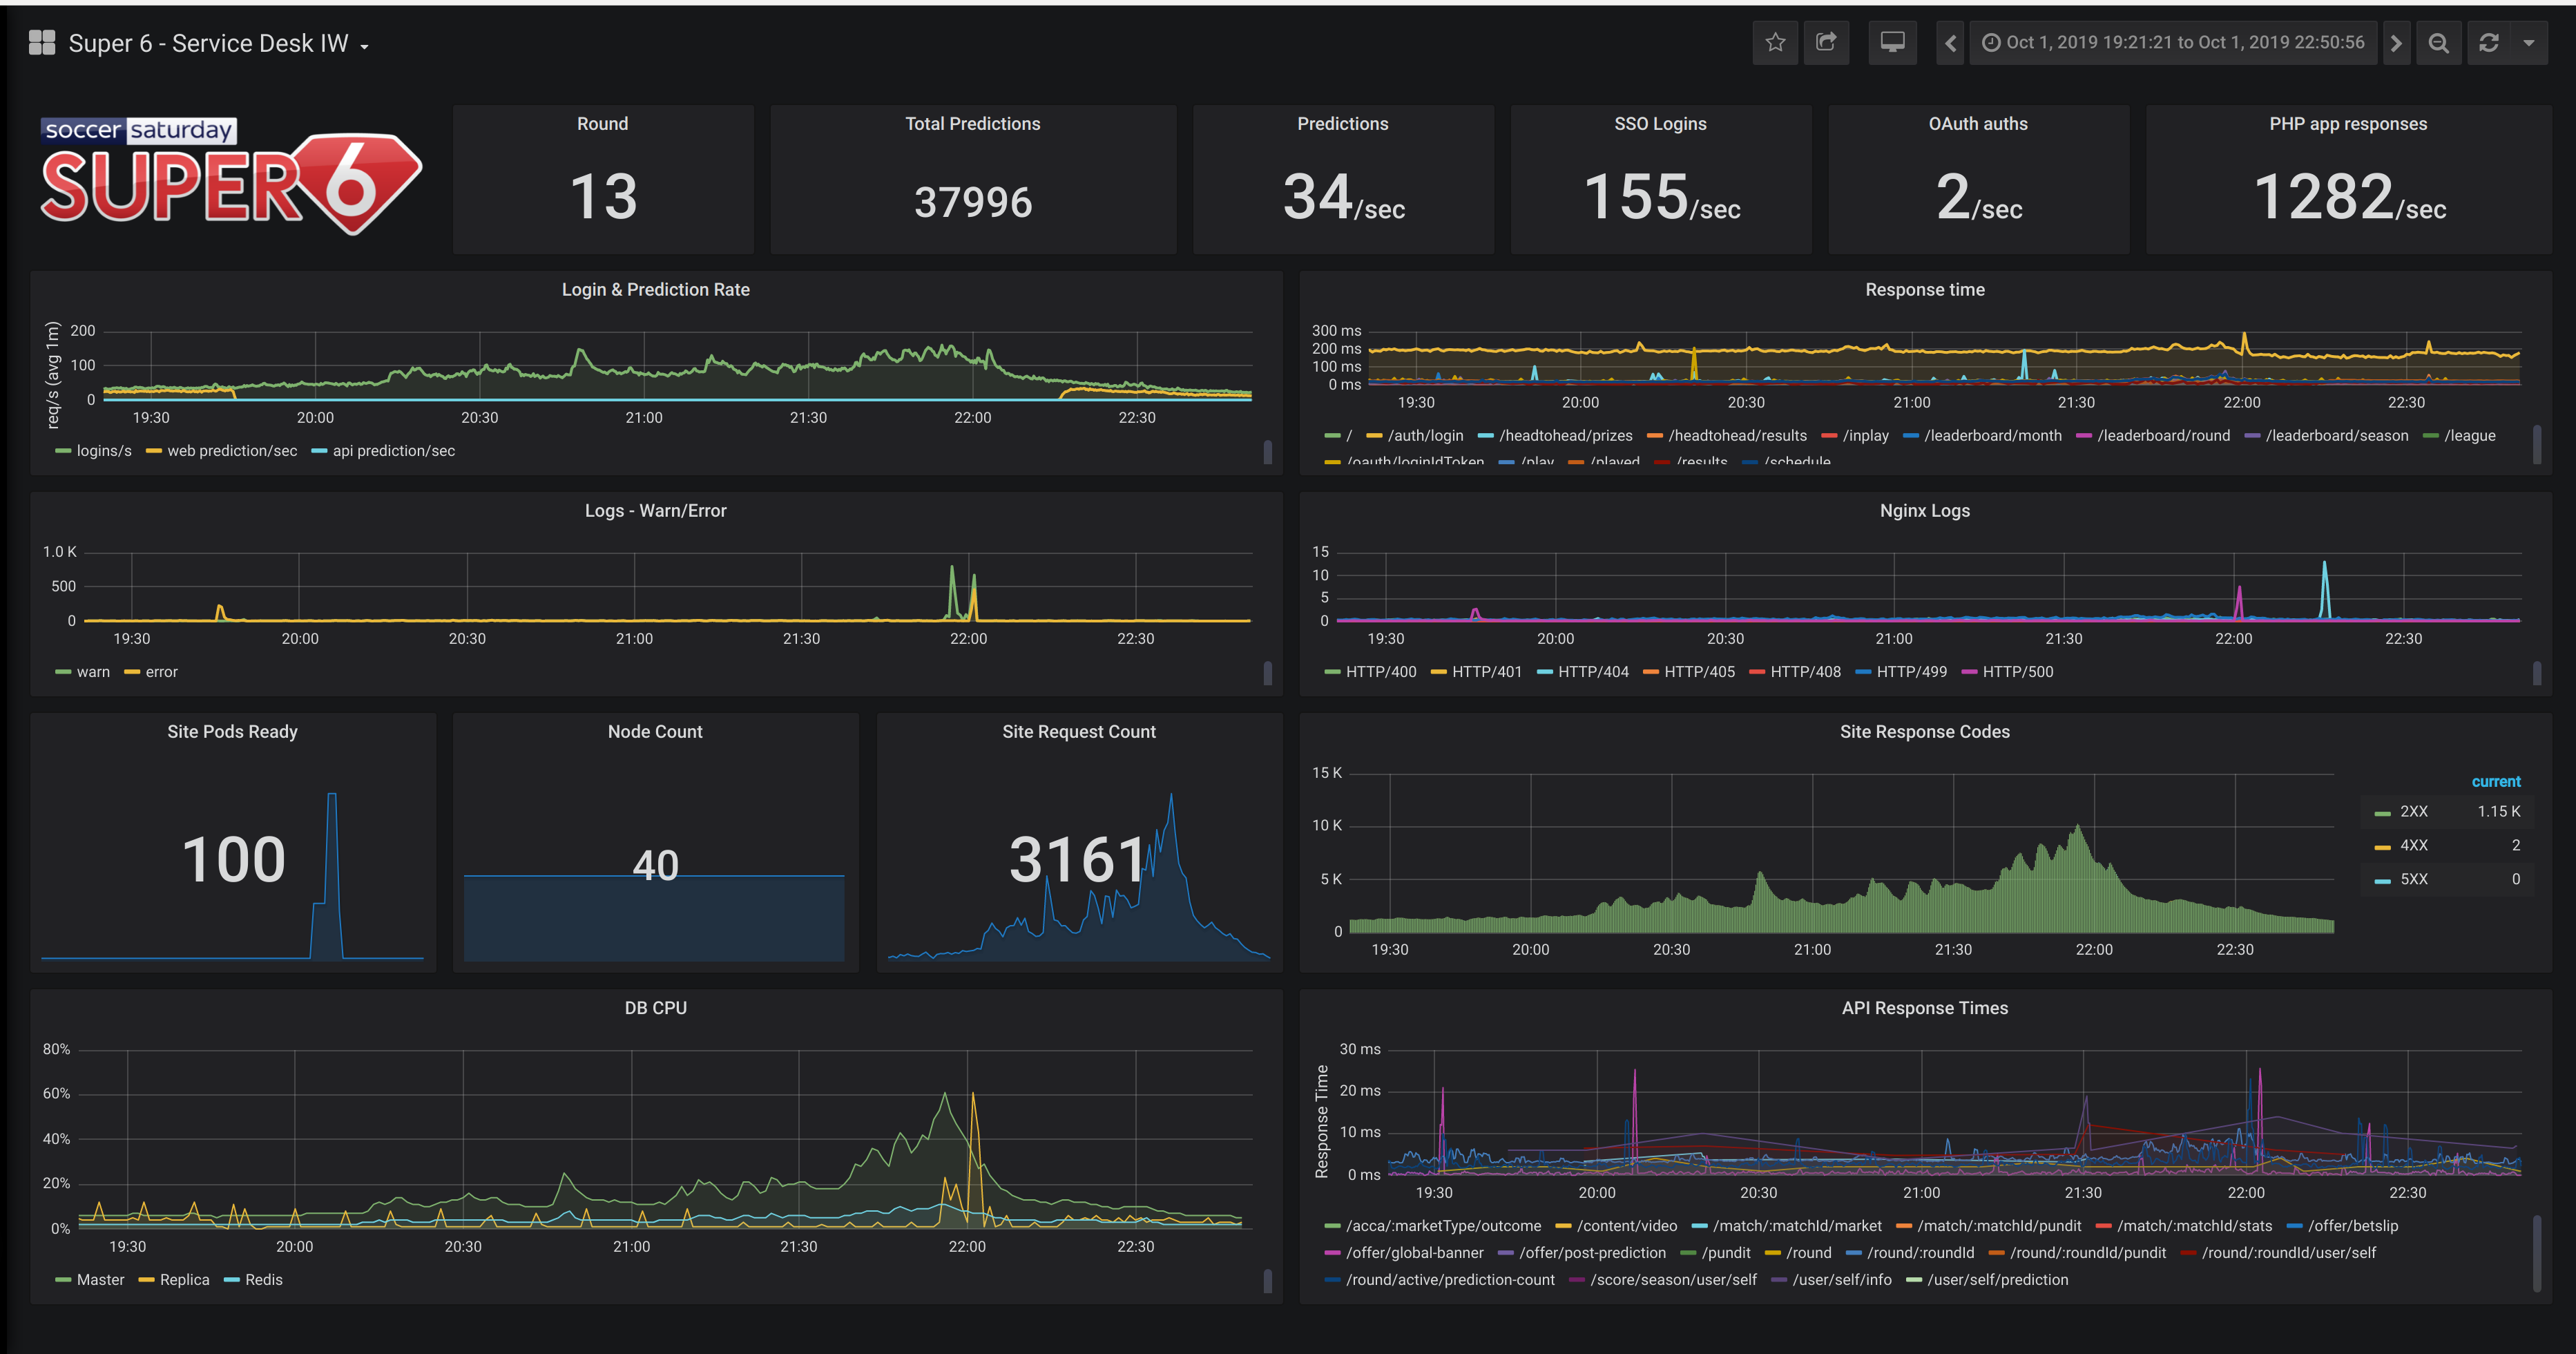 Super 6 - Service Desk IW
Oct 1, 2019 19:21:21 to Oct 1, 2019 22:50:56
soccer saturday
SUPER 6
Round
13
Total Predictions
37996
Predictions
34/sec
SSO Logins
155/sec
OAuth auths
2/sec
PHP app responses
1282/sec
Login & Prediction Rate
req/s (avg 1m)
200
100
0
19:30 20:00 20:30 21:00 21:30 22:00 22:30
logins/s web prediction/sec api prediction/sec
Response time
300 ms
200 ms
100 ms
0 ms
19:30 20:00 20:30 21:00 21:30 22:00 22:30
/ /auth/login /headtohead/prizes /headtohead/results /inplay /leaderboard/month /leaderboard/round /leaderboard/season /league
/oauth/loginIdToken /play /played /results /schedule
Logs - Warn/Error
1.0 K
500
0
19:30 20:00 20:30 21:00 21:30 22:00 22:30
warn error
Nginx Logs
15
10
5
0
19:30 20:00 20:30 21:00 21:30 22:00 22:30
HTTP/400 HTTP/401 HTTP/404 HTTP/405 HTTP/408 HTTP/499 HTTP/500
Site Pods Ready
100
Node Count
40
Site Request Count
3161
Site Response Codes
15 K
10 K
5 K
0
19:30 20:00 20:30 21:00 21:30 22:00 22:30
current
2XX 1.15 K
4XX 2
5XX 0
DB CPU
80%
60%
40%
20%
0%
19:30 20:00 20:30 21:00 21:30 22:00 22:30
Master Replica Redis
API Response Times
Response Time
30 ms
20 ms
10 ms
0 ms
19:30 20:00 20:30 21:00 21:30 22:00 22:30
/acca/:marketType/outcome /content/video /match/:matchId/market /match/:matchId/pundit /match/:matchId/stats /offer/betslip
/offer/global-banner /offer/post-prediction /pundit /round /round/:roundId /round/:roundId/pundit /round/:roundId/user/self
/round/active/prediction-count /score/season/user/self /user/self/info /user/self/prediction